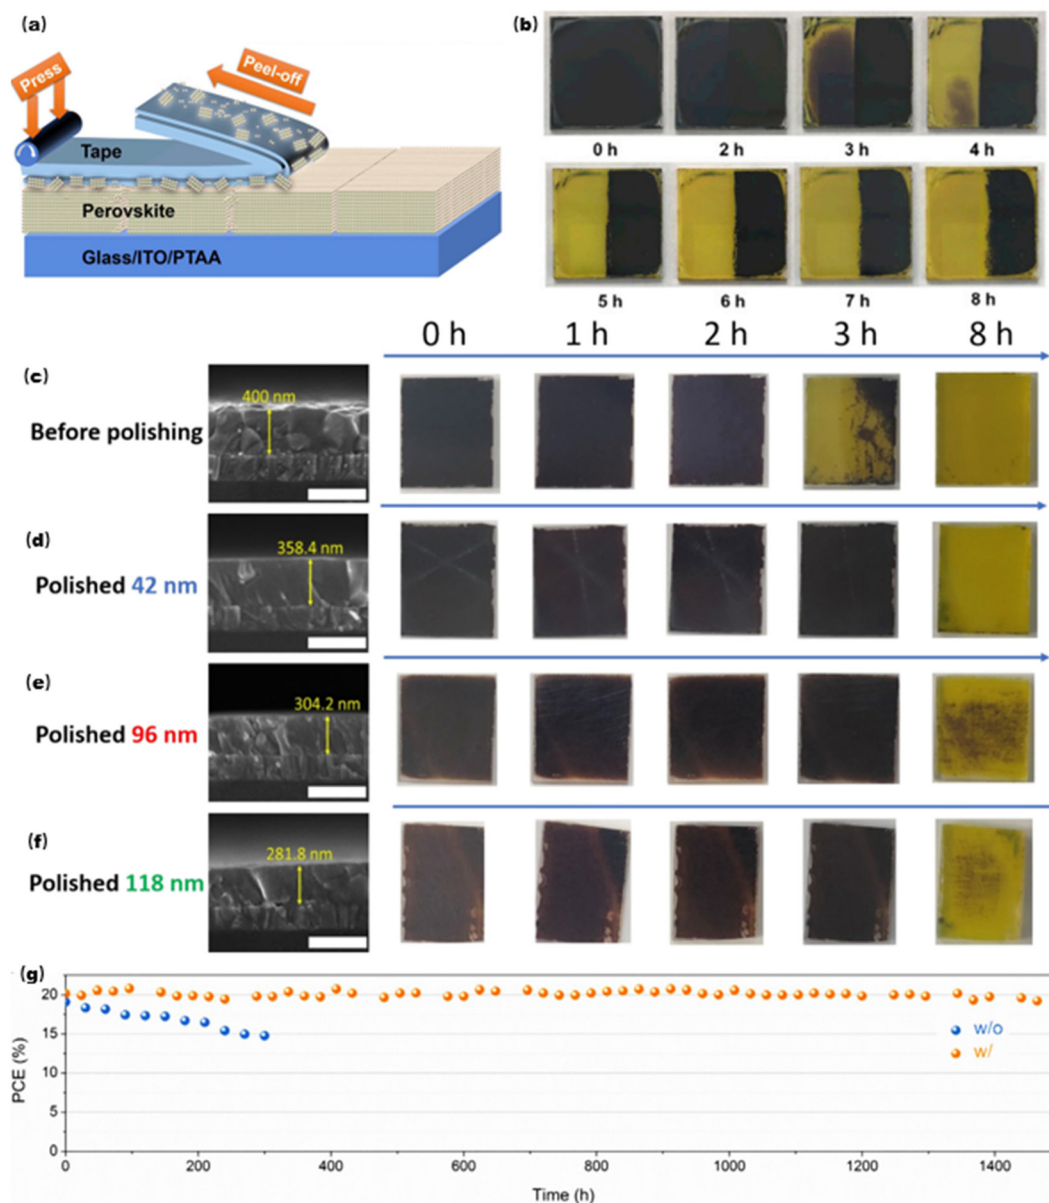 (a)
Press
Peel-off
Tape
Perovskite
Glass/ITO/PTAA
(b)
0 h 2 h 3 h 4 h
5 h 6 h 7 h 8 h
0 h 1 h 2 h 3 h 8 h
(c)
Before polishing
400 nm
(d)
Polished 42 nm
358.4 nm
(e)
Polished 96 nm
304.2 nm
(f)
Polished 118 nm
281.8 nm
(g)
PCE (%)
20
15
10
5
0
w/o
w/
0 200 400 600 800 1000 1200 1400
Time (h)